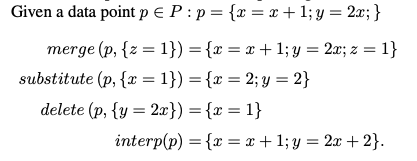 Given a data point p ∈ P : p = {x = x + 1; y = 2x; }
merge (p, {z = 1}) = {x = x + 1; y = 2x; z = 1}
substitute (p, {x = 1}) = {x = 2; y = 2}
delete (p, {y = 2x}) = {x = 1}
interp(p) = {x = x + 1; y = 2x + 2}.